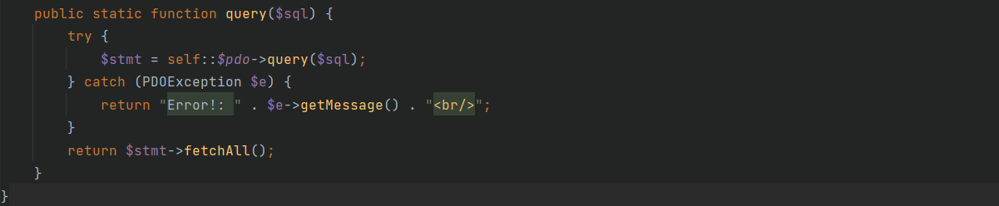 public static function query($sql) {
try {
$stmt = self::$pdo->query($sql);
} catch (PDOException $e) {
return "Error!: " . $e->getMessage() . "<br/>";
}
return $stmt->fetchAll();
}
}